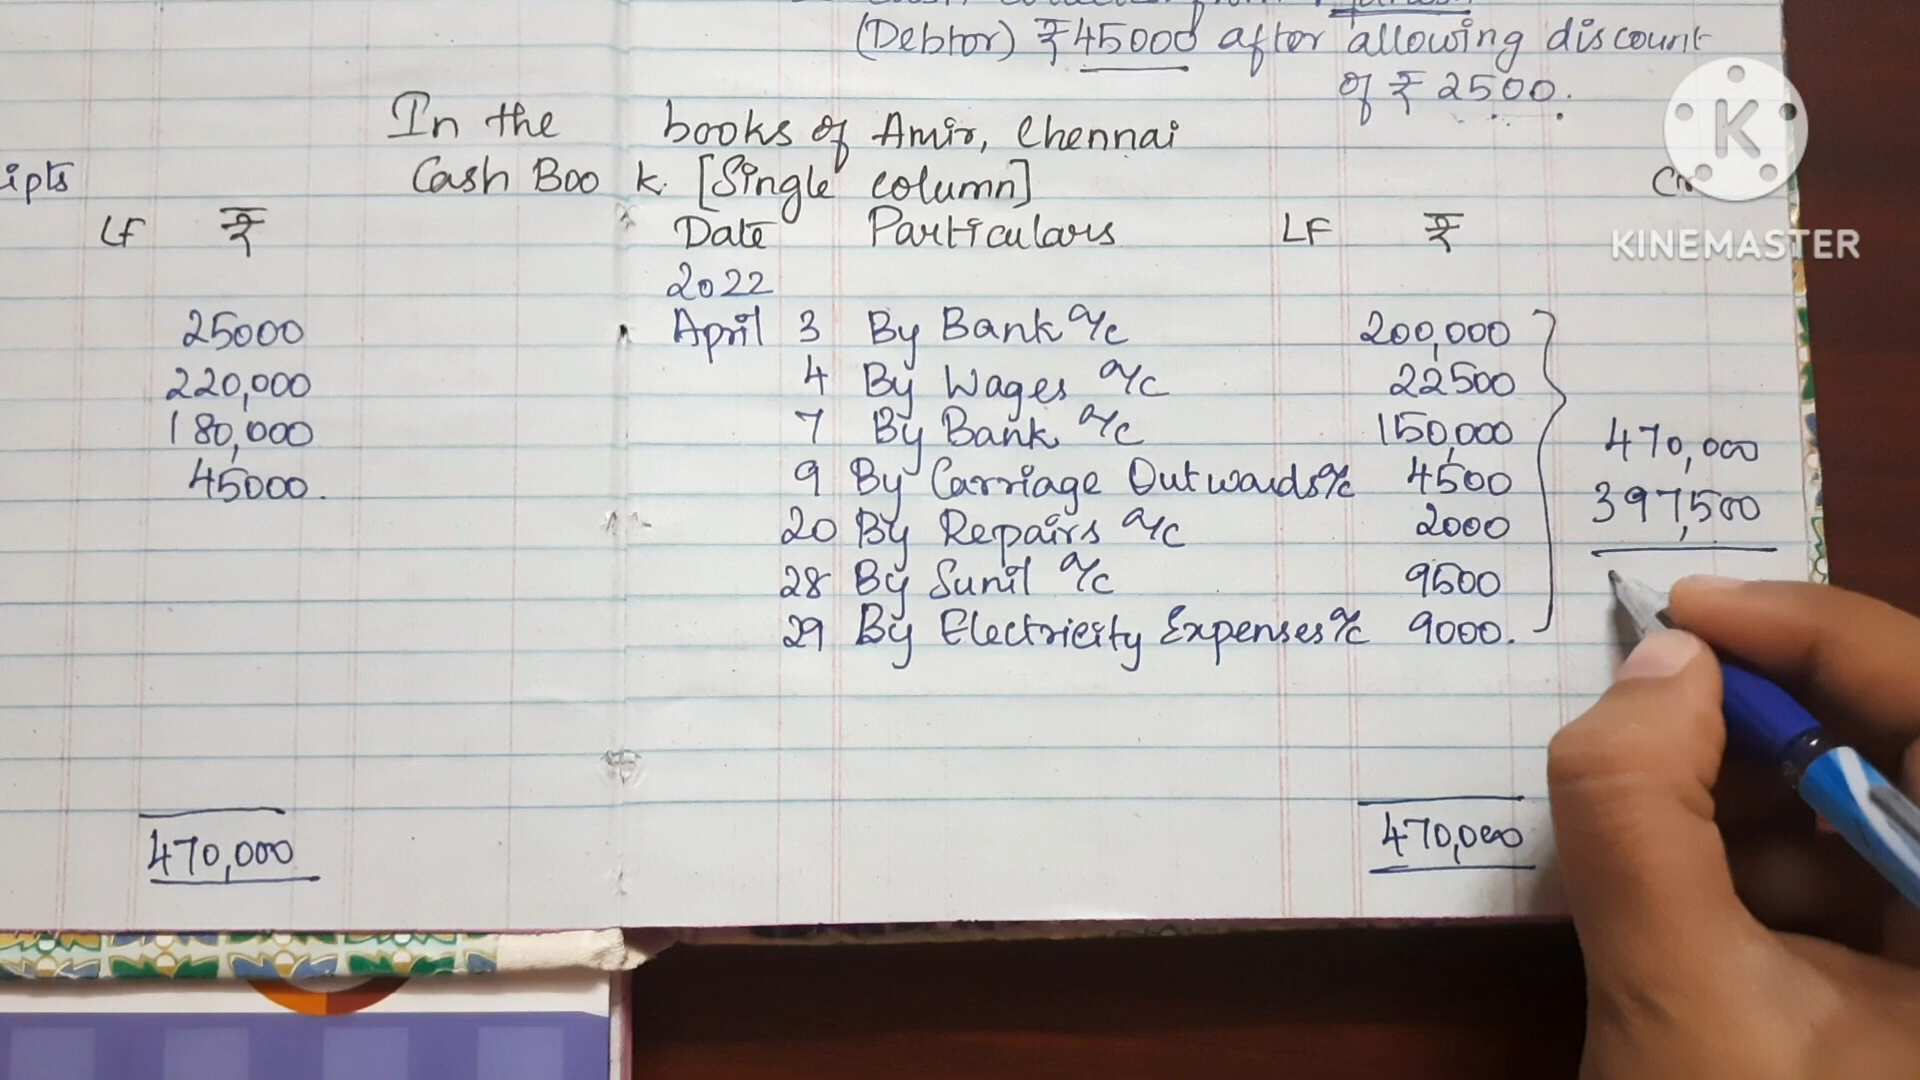 (Debtor) ₹45000 after allowing discount
of ₹ 2500.
In the books of Amir, Chennai
Cash Boo k. [Single column]
ipts
LF ₹
Date Particulars LF ₹
2022
25000
April 3 By Bank a/c 200,000
220,000
4 By Wages a/c 22500
180,000
7 By Bank a/c 150,000
45000.
9 By Carriage Outwards a/c 4500
20 By Repairs a/c 2000
28 By Sunil a/c 9500
29 By Electricity Expenses a/c 9000.
470,000
397,500
470,000
470,000
K
KINEMASTER